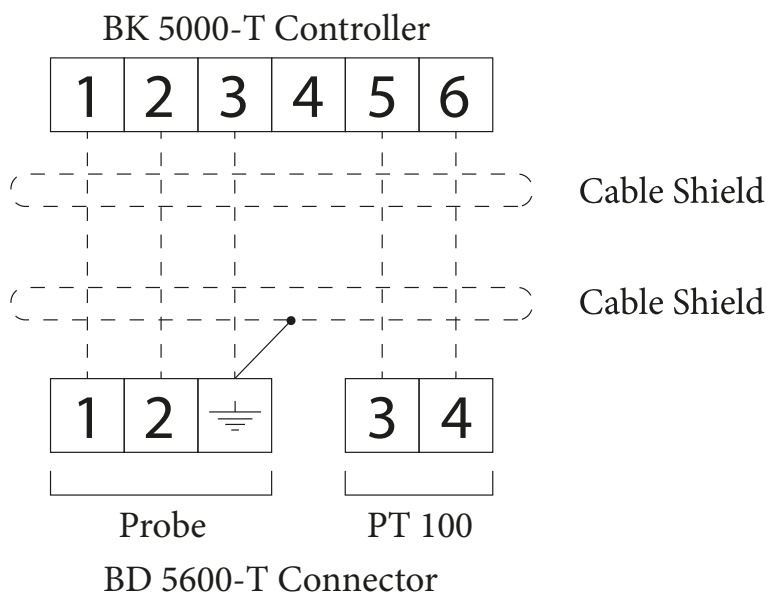 BK 5000-T Controller
1 2 3 4 5 6
Cable Shield
Cable Shield
1 2 3 4
Probe PT 100
BD 5600-T Connector